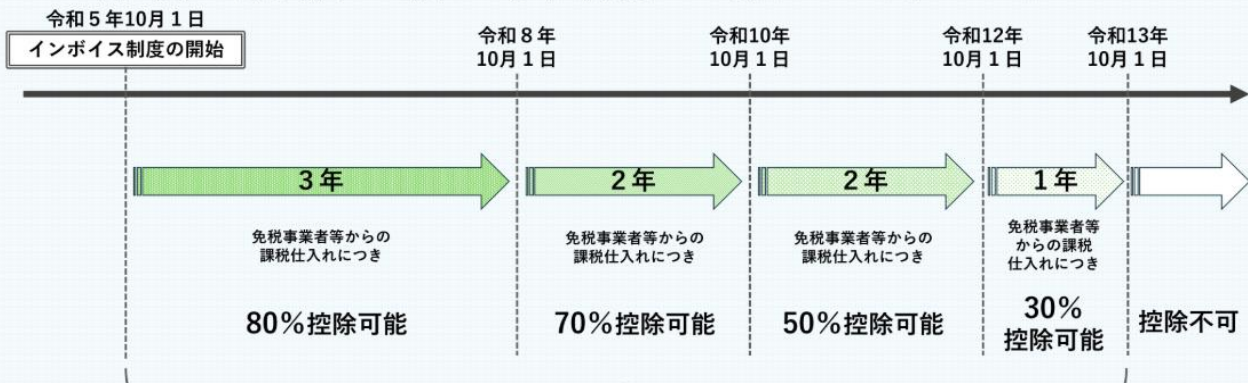 令和５年10月１日
インボイス制度の開始
令和８年
10月１日
令和10年
10月１日
令和12年
10月１日
令和13年
10月１日
３年
２年
２年
１年
免税事業者等からの
課税仕入れにつき
免税事業者等からの
課税仕入れにつき
免税事業者等からの
課税仕入れにつき
免税事業者等
からの課税
仕入れにつき
80%控除可能
70%控除可能
50%控除可能
30%
控除可能
控除不可